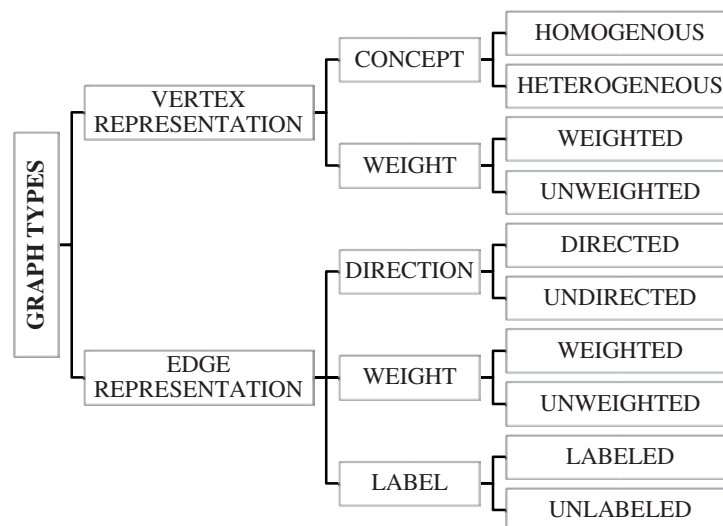 GRAPH TYPES
VERTEX
REPRESENTATION
CONCEPT
HOMOGENOUS
HETEROGENEOUS
WEIGHT
WEIGHTED
UNWEIGHTED
EDGE
REPRESENTATION
DIRECTION
DIRECTED
UNDIRECTED
WEIGHT
WEIGHTED
UNWEIGHTED
LABEL
LABELED
UNLABELED